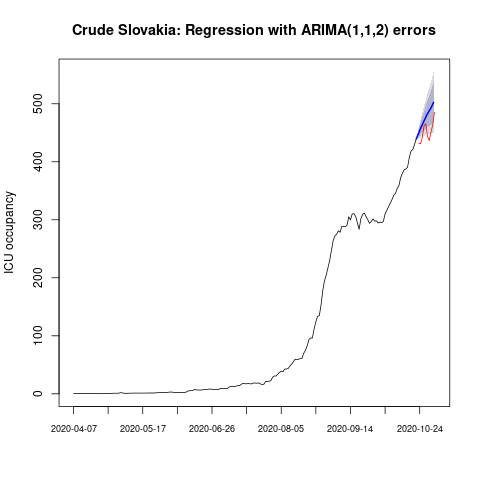 Crude Slovakia: Regression with ARIMA(1,1,2) errors
ICU occupancy
500
400
300
200
100
0
2020-04-07 2020-05-17 2020-06-26 2020-08-05 2020-09-14 2020-10-24